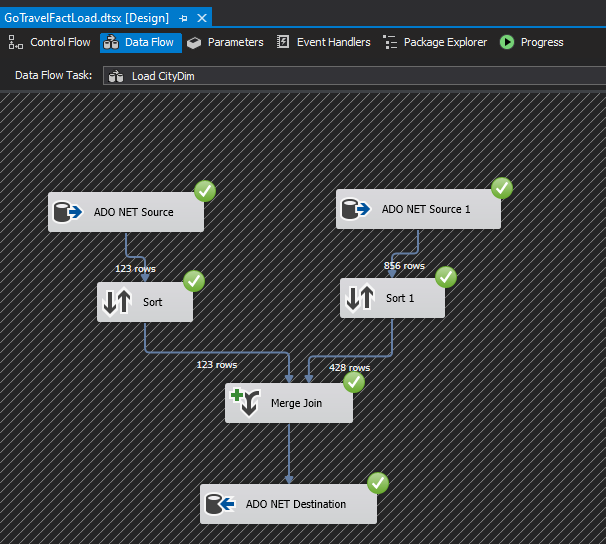 GoTravelFactLoad.dtsx [Design]
Control Flow
Data Flow
Parameters
Event Handlers
Package Explorer
Progress
Data Flow Task:
Load CityDim
ADO NET Source
ADO NET Source 1
123 rows
856 rows
Sort
Sort 1
123 rows
428 rows
Merge Join
ADO NET Destination